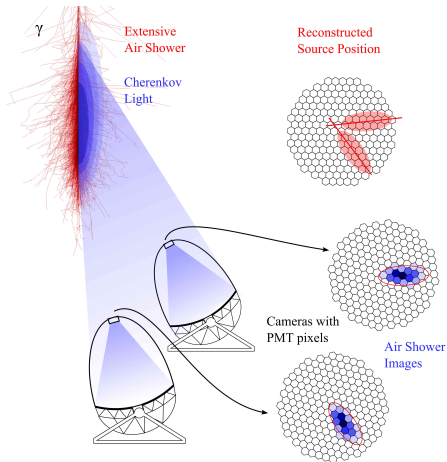 γ
Extensive
Air Shower
Cherenkov
Light
Reconstructed
Source Position
Cameras with
PMT pixels
Air Shower
Images